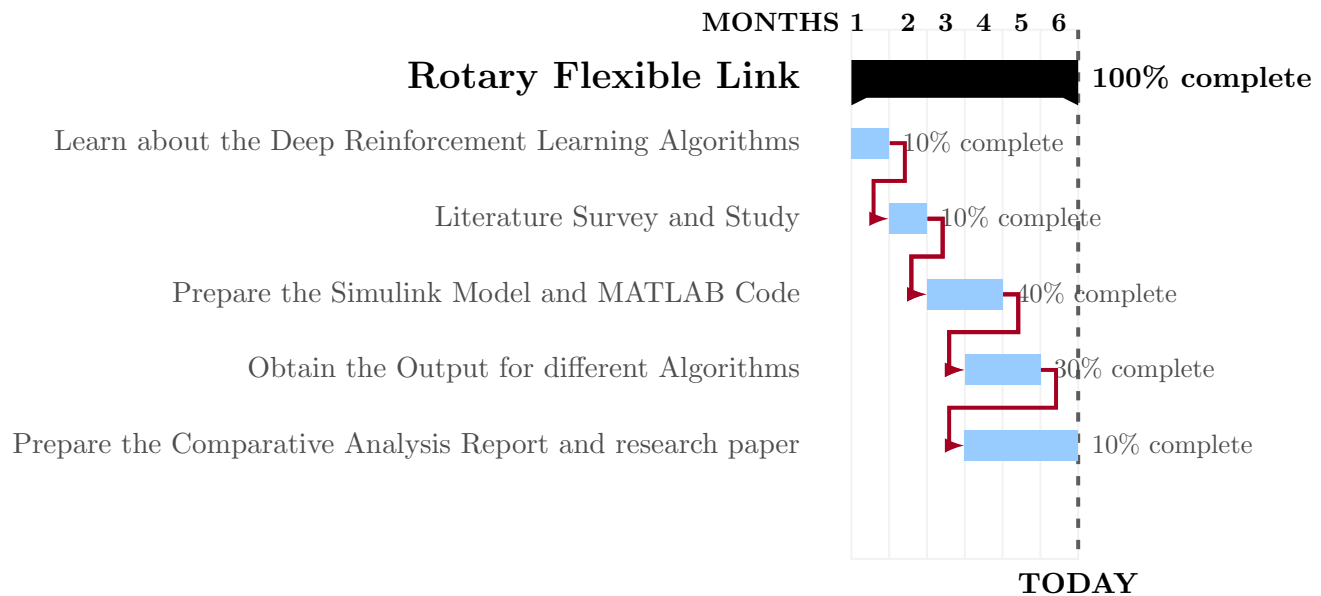 MONTHS 1 2 3 4 5 6
Rotary Flexible Link 100% complete
Learn about the Deep Reinforcement Learning Algorithms 10% complete
Literature Survey and Study 10% complete
Prepare the Simulink Model and MATLAB Code 40% complete
Obtain the Output for different Algorithms 30% complete
Prepare the Comparative Analysis Report and research paper 10% complete
TODAY